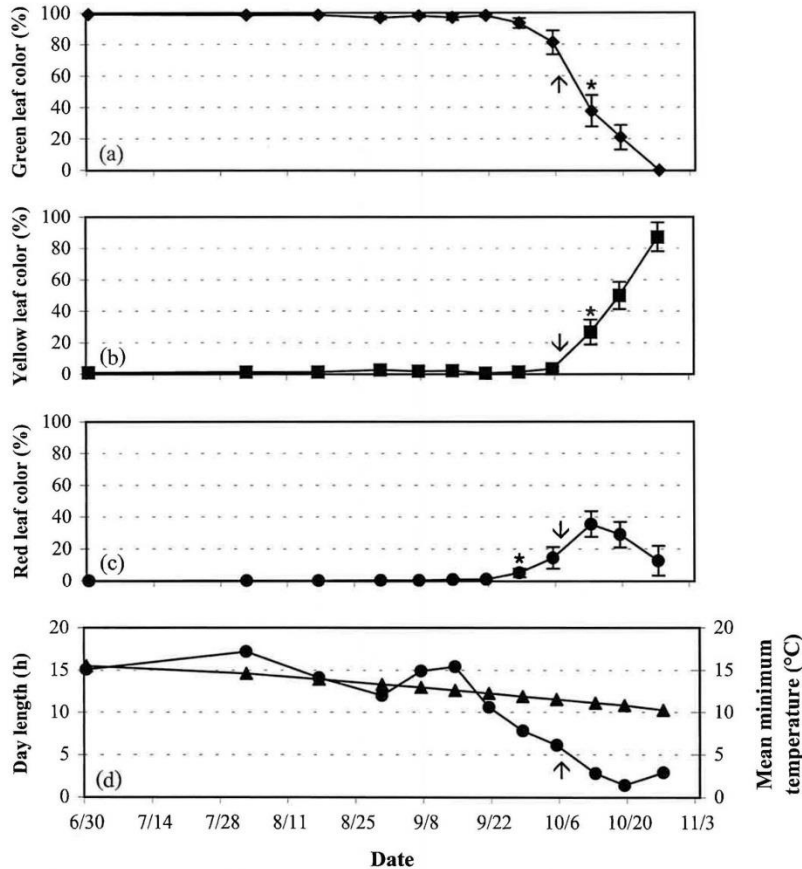 Green leaf color (%)
100
80
60
40
20
0
(a)
*
Yellow leaf color (%)
100
80
60
40
20
0
(b)
*
Red leaf color (%)
100
80
60
40
20
0
(c)
*
Day length (h)
20
15
10
5
0
(d)
20
15
10
5
0
Mean minimum
temperature (°C)
6/30 7/14 7/28 8/11 8/25 9/8 9/22 10/6 10/20 11/3
Date